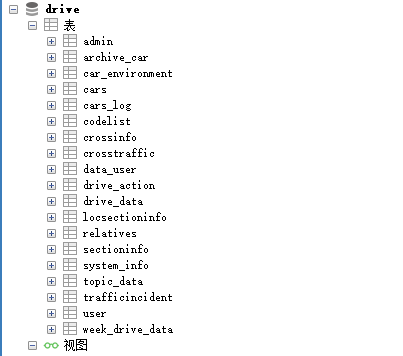 drive
表
admin
archive_car
car_environment
cars
cars_log
codelist
crossinfo
crosstraffic
data_user
drive_action
drive_data
locsectioninfo
relatives
sectioninfo
system_info
topic_data
trafficincident
user
week_drive_data
视图